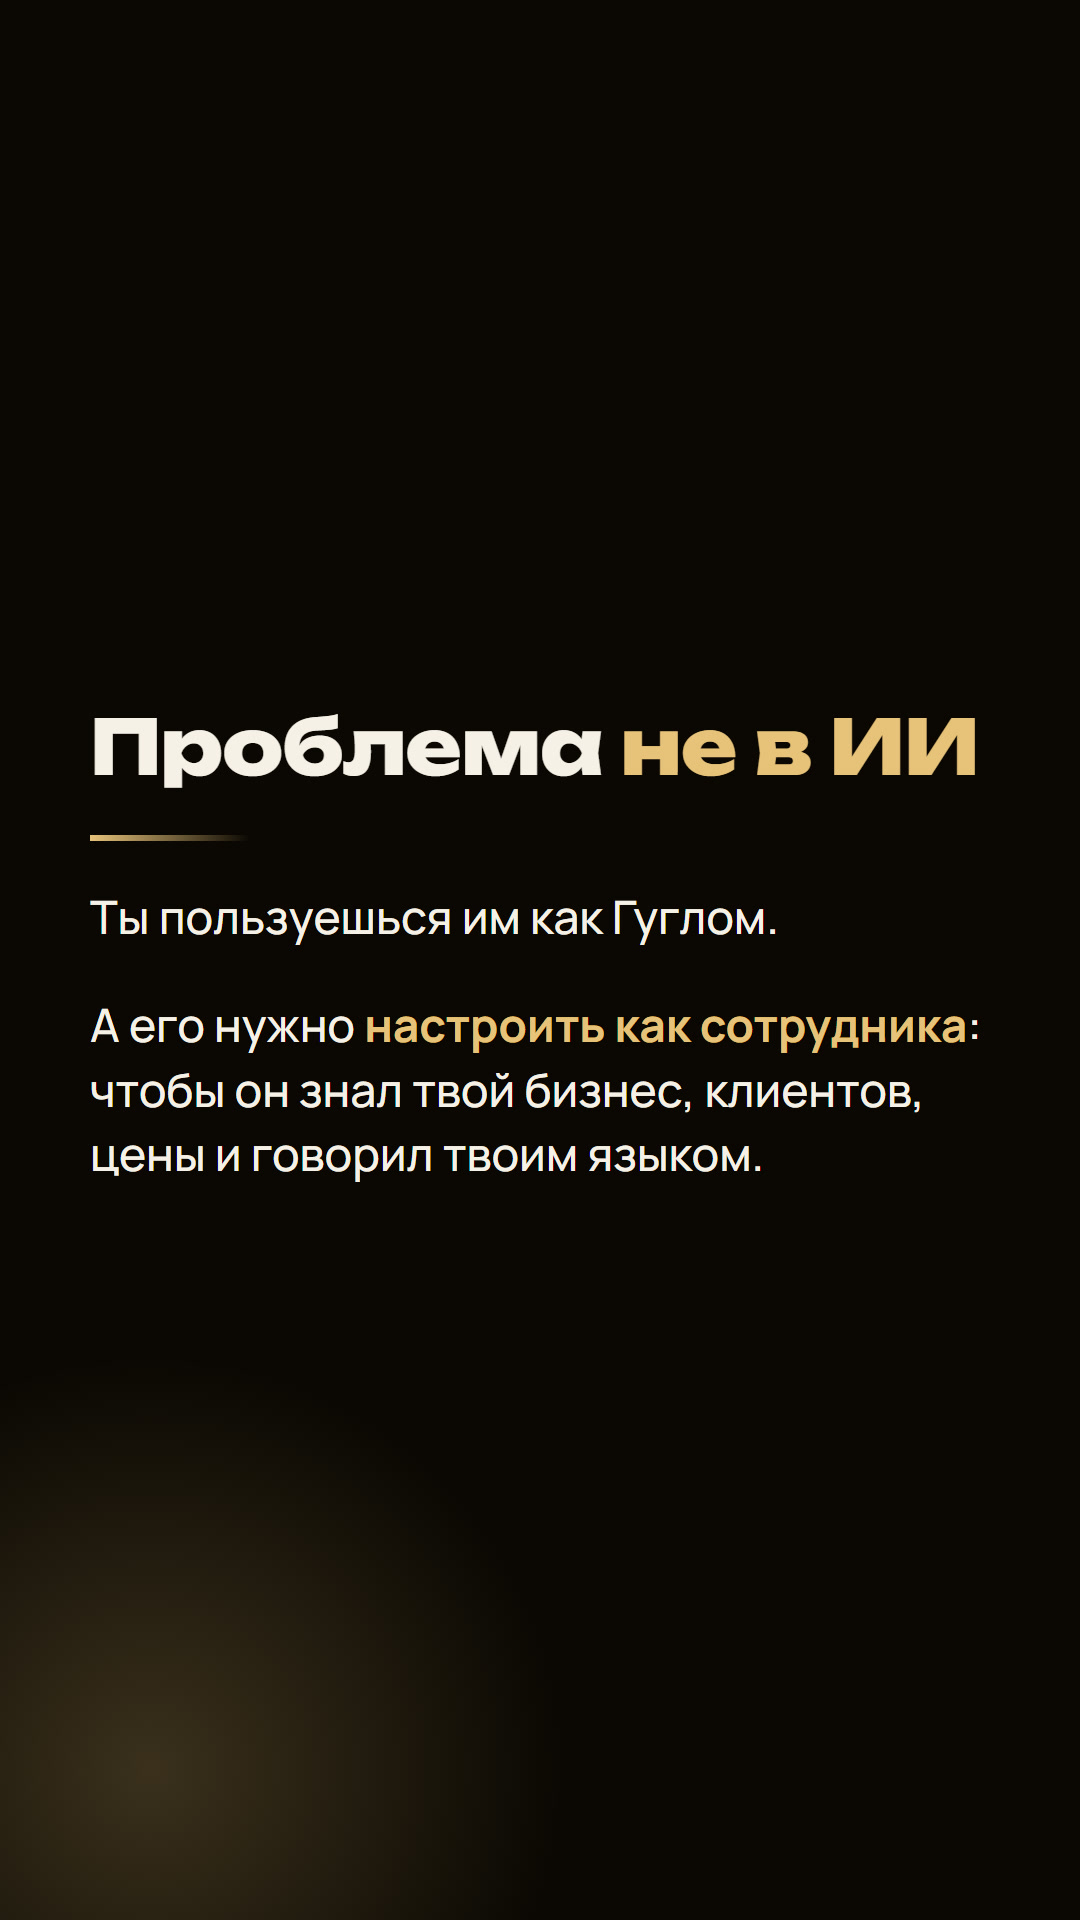 Проблема не в ИИ
Ты пользуешься им как Гуглом.
А его нужно настроить как сотрудника:
чтобы он знал твой бизнес, клиентов,
цены и говорил твоим языком.